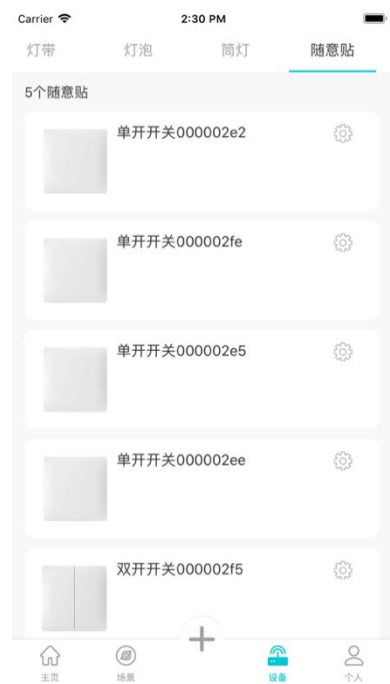 Carrier 2:30 PM
灯带 灯泡 筒灯 随意贴
5个随意贴
单开开关000002e2
单开开关000002fe
单开开关000002e5
单开开关000002ee
双开开关000002f5
主页 场景 设备 个人